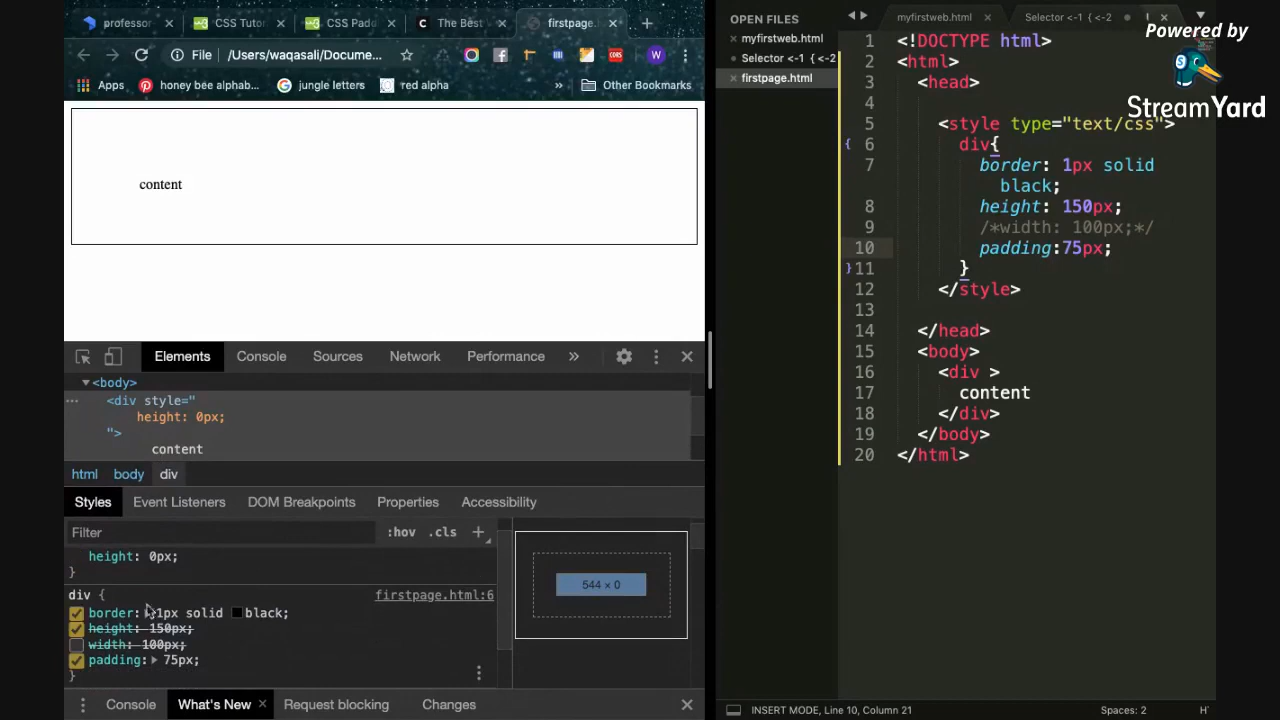 professor
CSS Tutor
CSS Pad
The Best
firstpage.
File
/Users/waqasali/Docume...
W
Apps
honey bee alphab...
jungle letters
red alpha
»
Other Bookmarks
content
Elements
Console
Sources
Network
Performance
»
<body>
<div style="
height: 0px;
">
content
html
body
div
Styles
Event Listeners
DOM Breakpoints
Properties
Accessibility
Filter
:hov
.cls
+
height: 0px;
}
div {
firstpage.html:6
border: 1px solid black;
height: 150px;
width: 100px;
padding: 75px;
}
544 × 0
Console
What's New
Request blocking
Changes
OPEN FILES
myfirstweb.html
Selector <-1 { <-2
firstpage.html
myfirstweb.html
Selector <-1 { <-2
1 <!DOCTYPE html>
2 <html>
3 <head>
4
5 <style type="text/css">
6 div{
7 border: 1px solid
black;
8 height: 150px;
9 /*width: 100px;*/
10 padding:75px;
11 }
12 </style>
13
14 </head>
15 <body>
16 <div >
17 content
18 </div>
19 </body>
20 </html>
INSERT MODE, Line 10, Column 21
Spaces: 2
H
Powered by
S
StreamYard